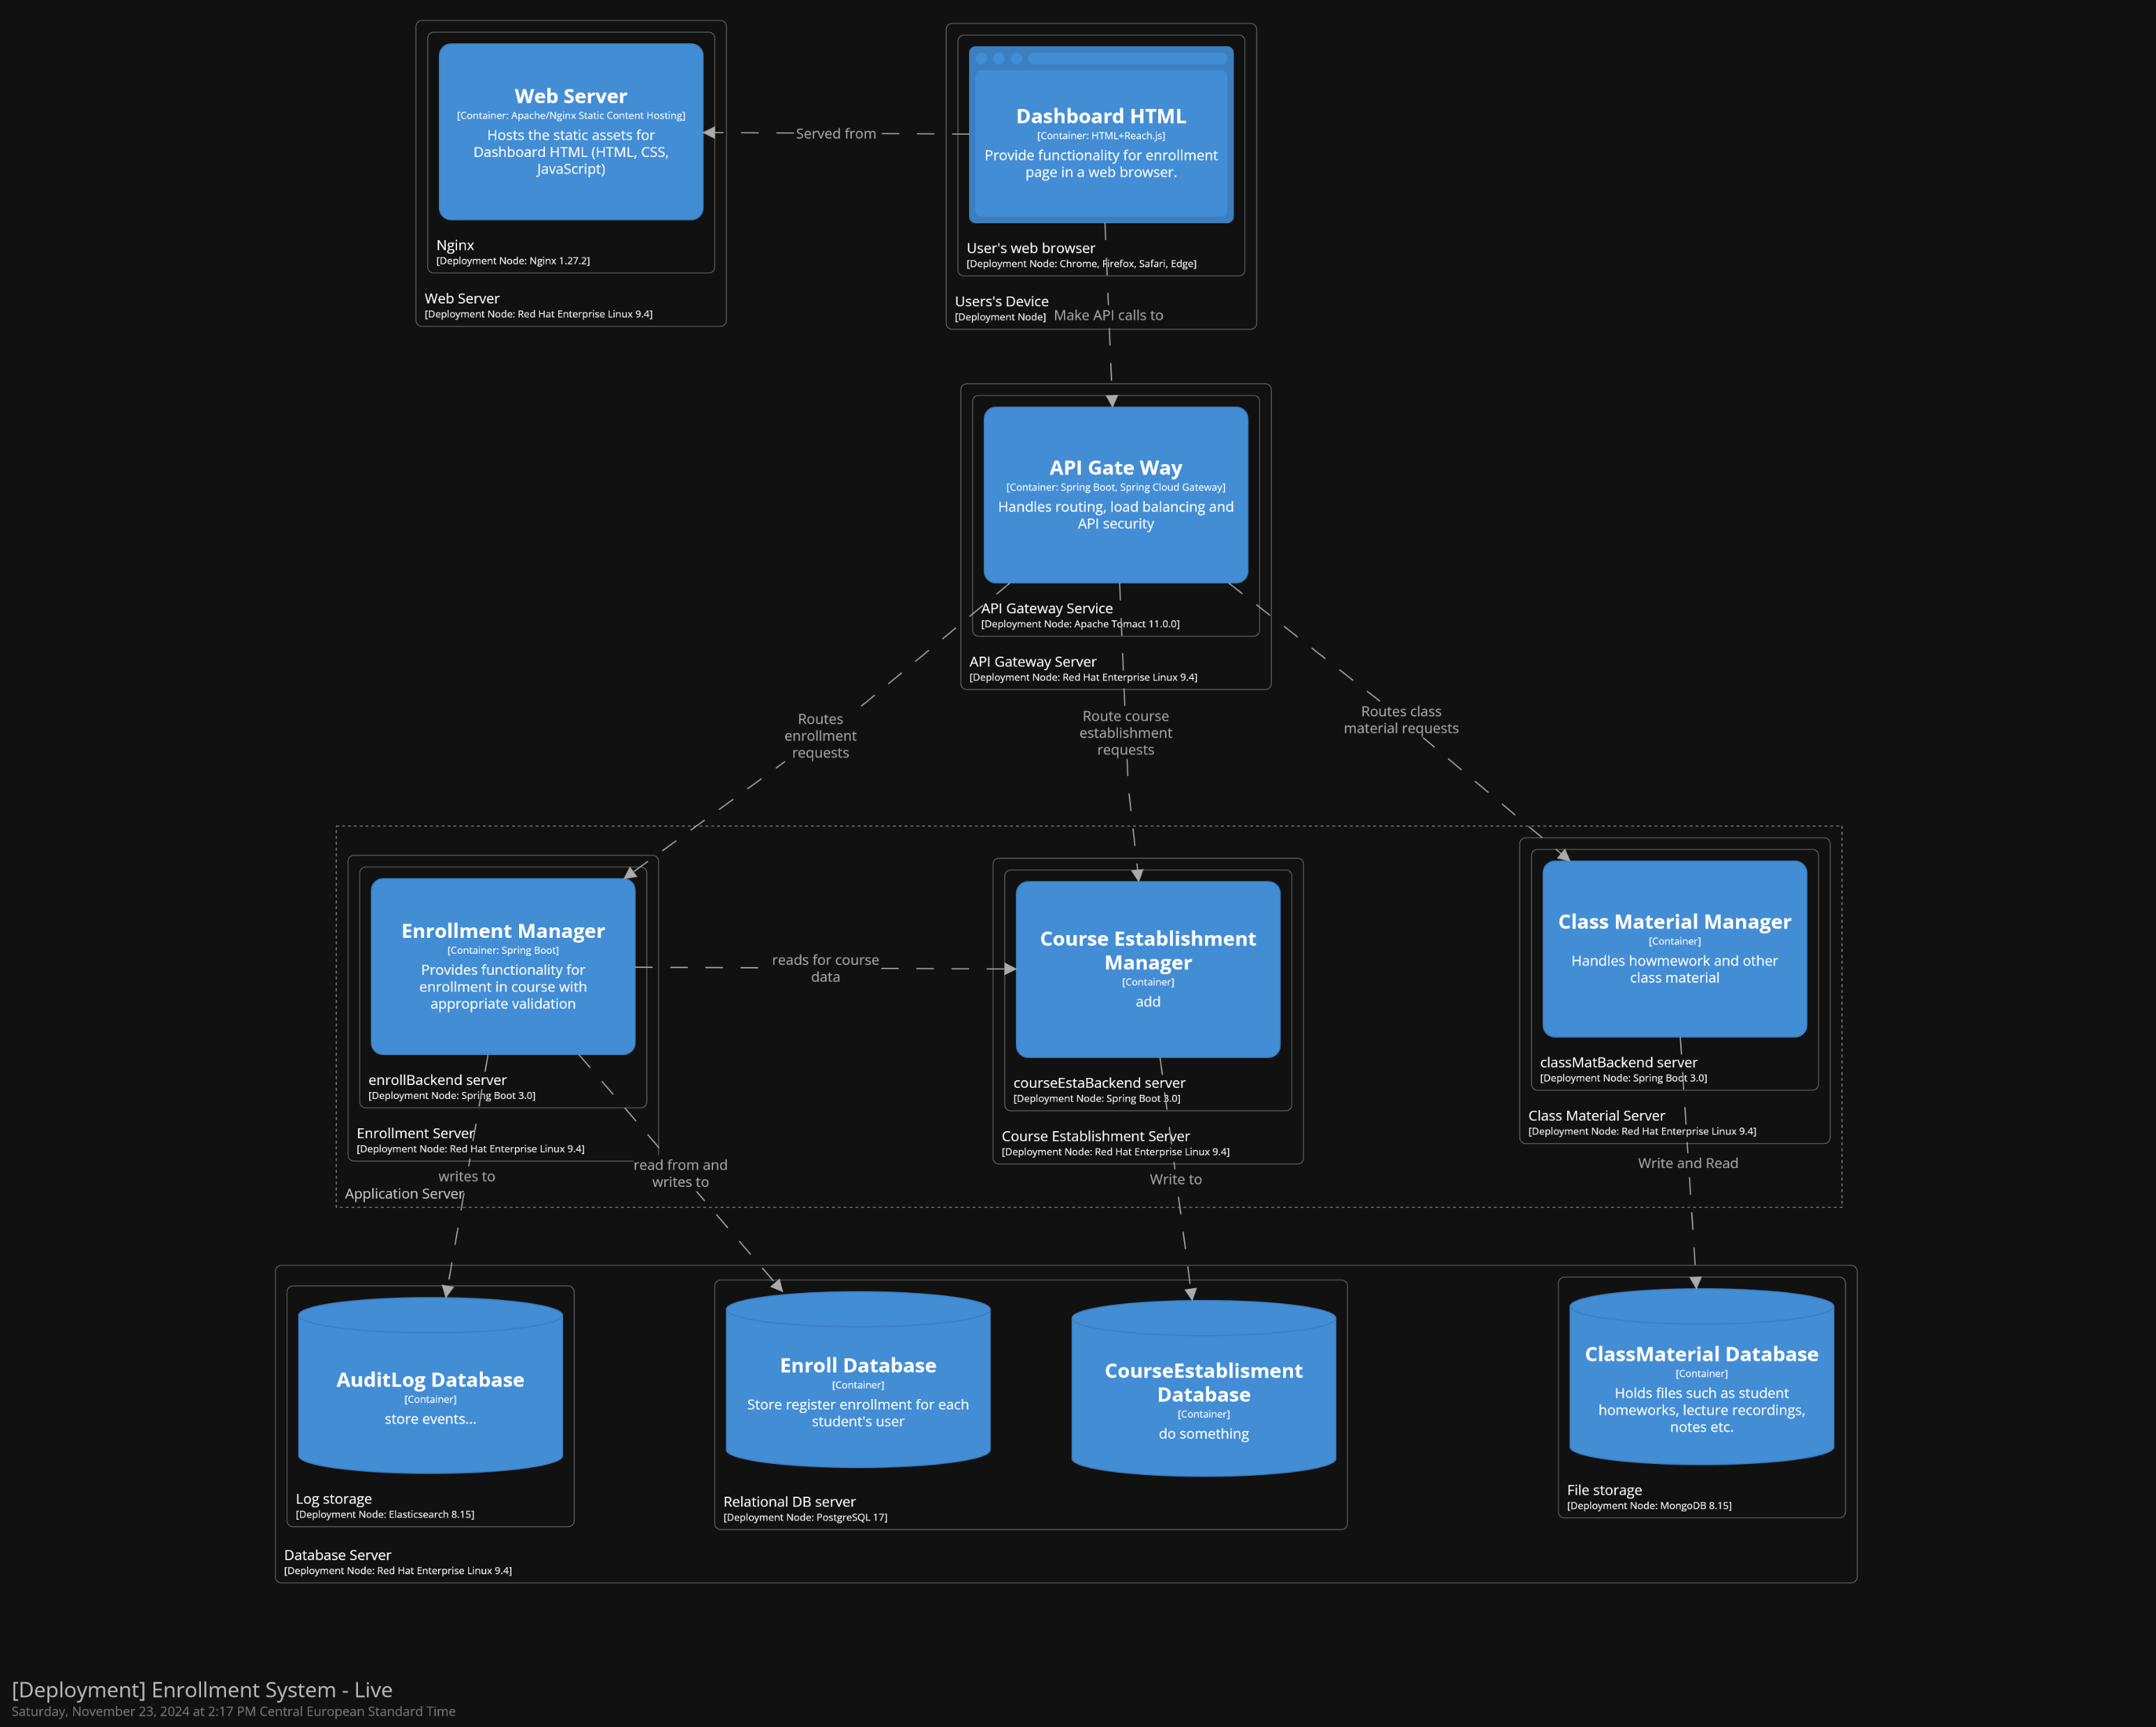 Web Server
[Container: Apache/Nginx Static Content Hosting]
Hosts the static assets for
Dashboard HTML (HTML, CSS,
JavaScript)
Nginx
[Deployment Node: Nginx 1.27.2]
Web Server
[Deployment Node: Red Hat Enterprise Linux 9.4]
Served from
Dashboard HTML
[Container: HTML+Reach.js]
Provide functionality for enrollment
page in a web browser.
User's web browser
[Deployment Node: Chrome, Firefox, Safari, Edge]
Users's Device
[Deployment Node]
Make API calls to
API Gate Way
[Container: Spring Boot, Spring Cloud Gateway]
Handles routing, load balancing and
API security
API Gateway Service
[Deployment Node: Apache Tomact 11.0.0]
API Gateway Server
[Deployment Node: Red Hat Enterprise Linux 9.4]
Routes
enrollment
requests
Route course
establishment
requests
Routes class
material requests
Enrollment Manager
[Container: Spring Boot]
Provides functionality for
enrollment in course with
appropriate validation
enrollBackend server
[Deployment Node: Spring Boot 3.0]
Enrollment Server
[Deployment Node: Red Hat Enterprise Linux 9.4]
reads for course
data
Course Establishment
Manager
[Container]
add
courseEstaBackend server
[Deployment Node: Spring Boot 3.0]
Course Establishment Server
[Deployment Node: Red Hat Enterprise Linux 9.4]
Class Material Manager
[Container]
Handles howmework and other
class material
classMatBackend server
[Deployment Node: Spring Boot 3.0]
Class Material Server
[Deployment Node: Red Hat Enterprise Linux 9.4]
writes to
read from and
writes to
Write to
Write and Read
Application Server
AuditLog Database
[Container]
store events...
Log storage
[Deployment Node: Elasticsearch 8.15]
Enroll Database
[Container]
Store register enrollment for each
student's user
CourseEstablisment
Database
[Container]
do something
Relational DB server
[Deployment Node: PostgreSQL 17]
ClassMaterial Database
[Container]
Holds files such as student
homeworks, lecture recordings,
notes etc.
File storage
[Deployment Node: MongoDB 8.15]
Database Server
[Deployment Node: Red Hat Enterprise Linux 9.4]
[Deployment] Enrollment System - Live
Saturday, November 23, 2024 at 2:17 PM Central European Standard Time